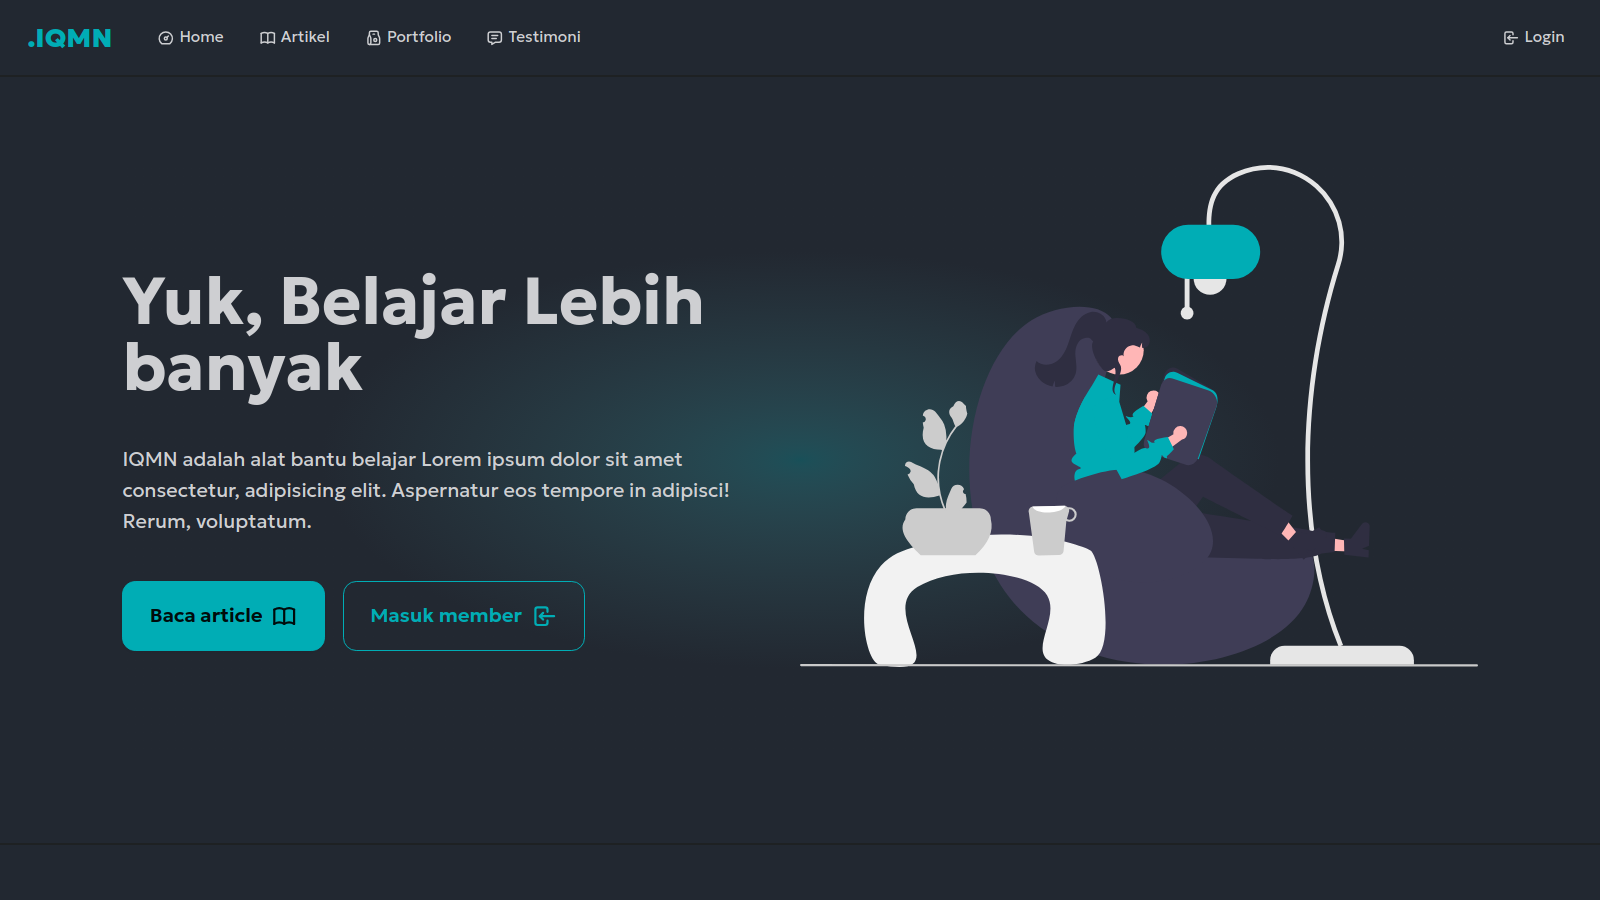 .IQMN
Home
Artikel
Portfolio
Testimoni
Login
Yuk, Belajar Lebih
banyak
IQMN adalah alat bantu belajar Lorem ipsum dolor sit amet
consectetur, adipisicing elit. Aspernatur eos tempore in adipisci!
Rerum, voluptatum.
Baca article
Masuk member